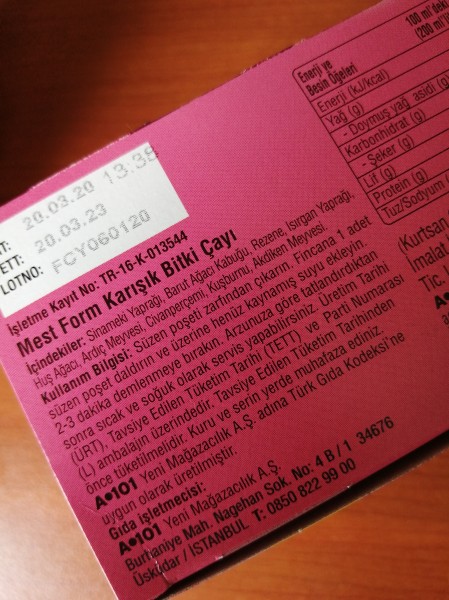 20.03.20 13:38
TETT: 20.03.23
LOTNO: FCY060120
İşletme Kayıt No: TR-16-K-013544
Mest Form Karışık Bitki Çayı
İçindekiler: Sinameki Yaprağı, Barut Ağacı Kabuğu, Rezene, Isırgan Yaprağı,
Huş Ağacı, Ardıç Meyvesi, Civanperçemi, Kuşburnu, Akdiken Meyvesi.
Kullanım Bilgisi: Süzen poşeti zarfından çıkarın. Fincana 1 adet
süzen poşet daldırın ve üzerine henüz kaynamış suyu ekleyin.
2-3 dakika demlenmeye bırakın. Arzunuza göre tatlandırdıktan
sonra sıcak ve soğuk olarak servis yapabilirsiniz. Üretim Tarihi
(ÜRT), Tavsiye Edilen Tüketim Tarihi (TETT) ve Parti Numarası
(L) ambalajın üzerindedir. Tavsiye Edilen Tüketim Tarihinden
önce tüketilmelidir. Kuru ve serin yerde muhafaza ediniz.
A101 Yeni Mağazacılık A.Ş. adına Türk Gıda Kodeksi'ne
uygun olarak üretilmiştir.
Gıda İşletmecisi:
A101 Yeni Mağazacılık A.Ş.
Burhaniye Mah. Nagehan Sok. No: 4 B / 1 34676
Üsküdar / İSTANBUL T: 0850 822 99 00
100 ml'deki
(200 ml'li
Enerji ve
Besin Öğeleri
Enerji (kJ/kcal)
Yağ (g)
- Doymuş yağ asidi (g)
Karbonhidrat (g)
- Şeker (g)
Lif (g)
Protein (g)
Tuz/Sodyum
Kurtsan
İmalat
Tic. L